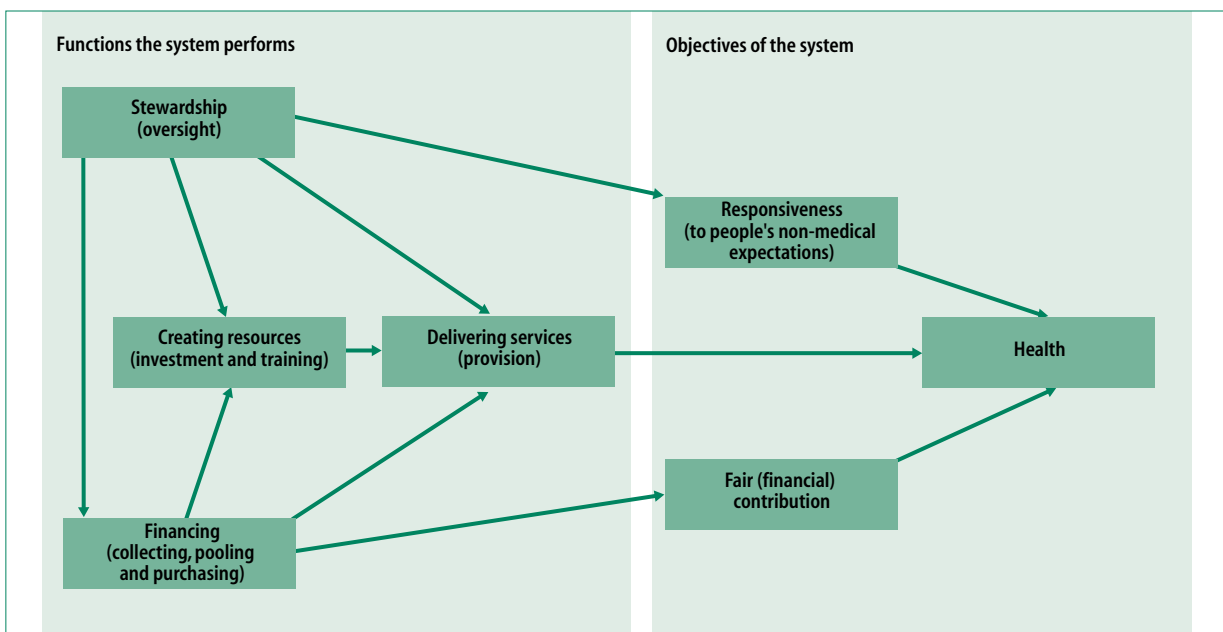 Functions the system performs
Objectives of the system
Stewardship
(oversight)
Responsiveness
(to people's non-medical
expectations)
Creating resources
(investment and training)
Delivering services
(provision)
Health
Fair (financial)
contribution
Financing
(collecting, pooling
and purchasing)